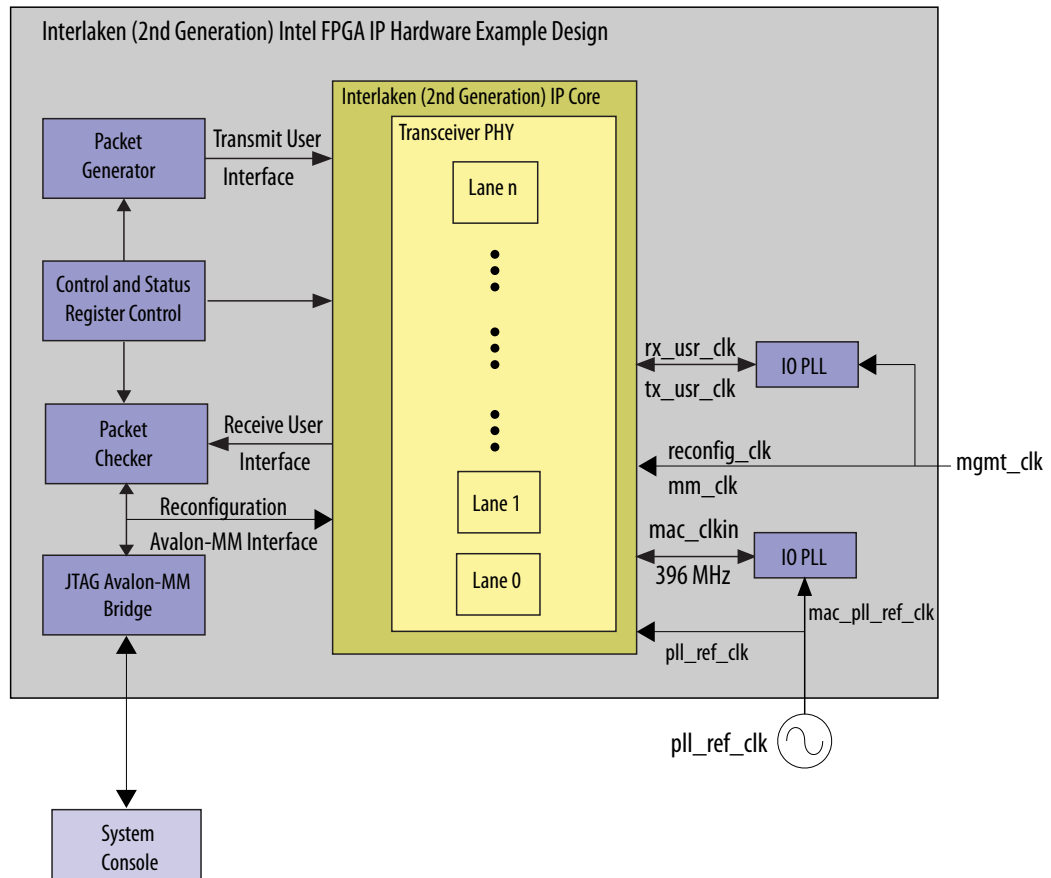 Interlaken (2nd Generation) Intel FPGA IP Hardware Example Design
Interlaken (2nd Generation) IP Core
Transceiver PHY
Packet
Generator
Transmit User
Interface
Lane n
Control and Status
Register Control
rx_usr_clk
tx_usr_clk
IO PLL
Packet
Checker
Receive User
Interface
reconfig_clk
mm_clk
mgmt_clk
Reconfiguration
Avalon-MM Interface
Lane 1
mac_clkin
396 MHz
IO PLL
JTAG Avalon-MM
Bridge
Lane 0
mac_pll_ref_clk
pll_ref_clk
pll_ref_clk
System
Console